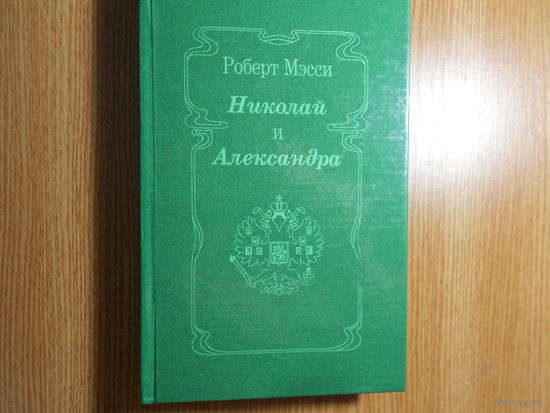 Роберт Мэсси
Николай
и
Александра